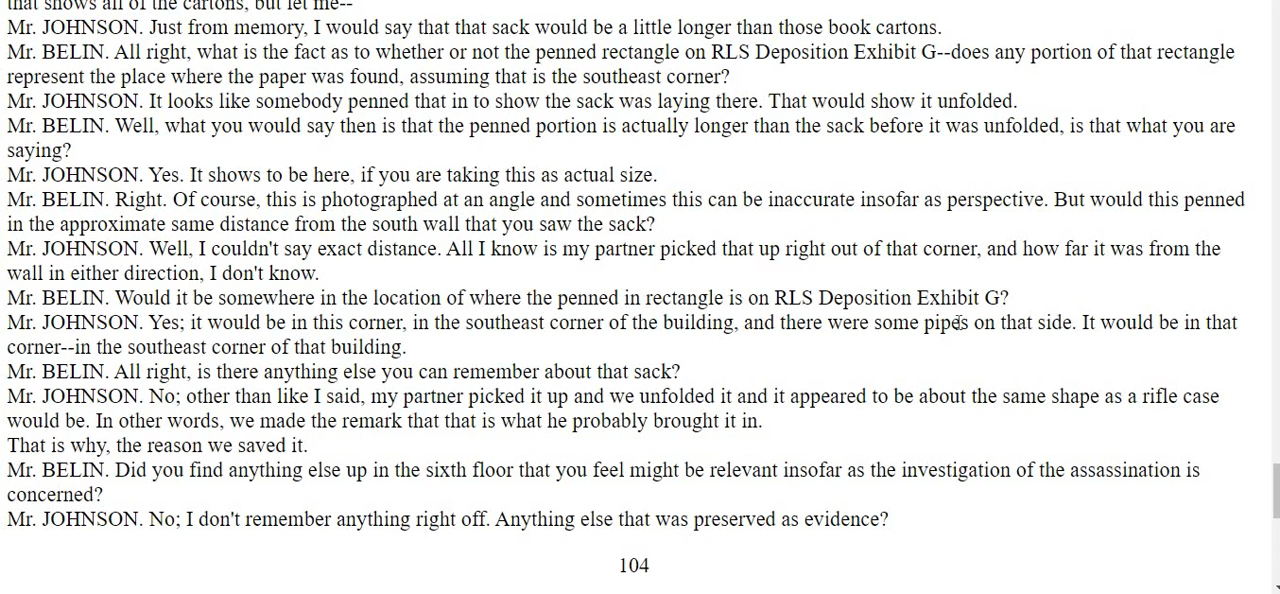 that shows all of the cartons, but let me--
Mr. JOHNSON. Just from memory, I would say that that sack would be a little longer than those book cartons.
Mr. BELIN. All right, what is the fact as to whether or not the penned rectangle on RLS Deposition Exhibit G--does any portion of that rectangle
represent the place where the paper was found, assuming that is the southeast corner?
Mr. JOHNSON. It looks like somebody penned that in to show the sack was laying there. That would show it unfolded.
Mr. BELIN. Well, what you would say then is that the penned portion is actually longer than the sack before it was unfolded, is that what you are
saying?
Mr. JOHNSON. Yes. It shows to be here, if you are taking this as actual size.
Mr. BELIN. Right. Of course, this is photographed at an angle and sometimes this can be inaccurate insofar as perspective. But would this penned
in the approximate same distance from the south wall that you saw the sack?
Mr. JOHNSON. Well, I couldn't say exact distance. All I know is my partner picked that up right out of that corner, and how far it was from the
wall in either direction, I don't know.
Mr. BELIN. Would it be somewhere in the location of where the penned in rectangle is on RLS Deposition Exhibit G?
Mr. JOHNSON. Yes; it would be in this corner, in the southeast corner of the building, and there were some pipes on that side. It would be in that
corner--in the southeast corner of that building.
Mr. BELIN. All right, is there anything else you can remember about that sack?
Mr. JOHNSON. No; other than like I said, my partner picked it up and we unfolded it and it appeared to be about the same shape as a rifle case
would be. In other words, we made the remark that that is what he probably brought it in.
That is why, the reason we saved it.
Mr. BELIN. Did you find anything else up in the sixth floor that you feel might be relevant insofar as the investigation of the assassination is
concerned?
Mr. JOHNSON. No; I don't remember anything right off. Anything else that was preserved as evidence?
104